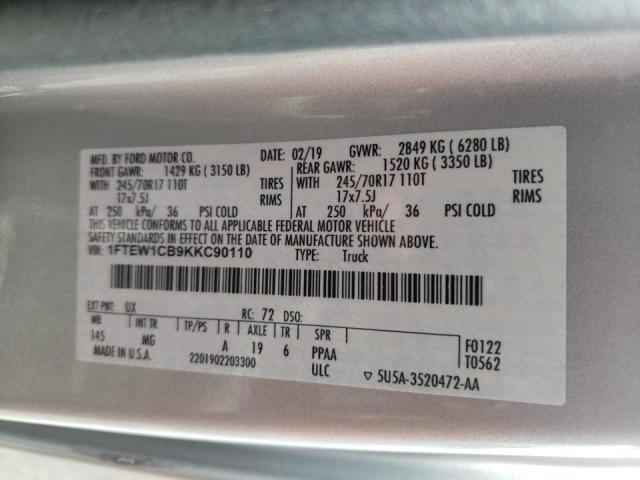 MFD. BY FORD MOTOR CO. DATE: 02/19 GVWR: 2849 KG ( 6280 LB)
FRONT GAWR: 1429 KG ( 3150 LB) REAR GAWR: 1520 KG ( 3350 LB)
WITH 245/70R17 110T TIRES WITH 245/70R17 110T TIRES
17x7.5J RIMS 17x7.5J RIMS
AT 250 kPa/ 36 PSI COLD AT 250 kPa/ 36 PSI COLD
THIS VEHICLE CONFORMS TO ALL APPLICABLE FEDERAL MOTOR VEHICLE
SAFETY STANDARDS IN EFFECT ON THE DATE OF MANUFACTURE SHOWN ABOVE.
VIN: 1FTEW1CB9KKC90110 TYPE: Truck
EXT PNT: UX RC: 72 DSO:
WB INT TR TP/PS R AXLE TR SPR
145 MG A 19 6 PPAA
F0122
MADE IN U.S.A. 2201902203300 ULC
T0562
▽ 5U5A-3520472-AA